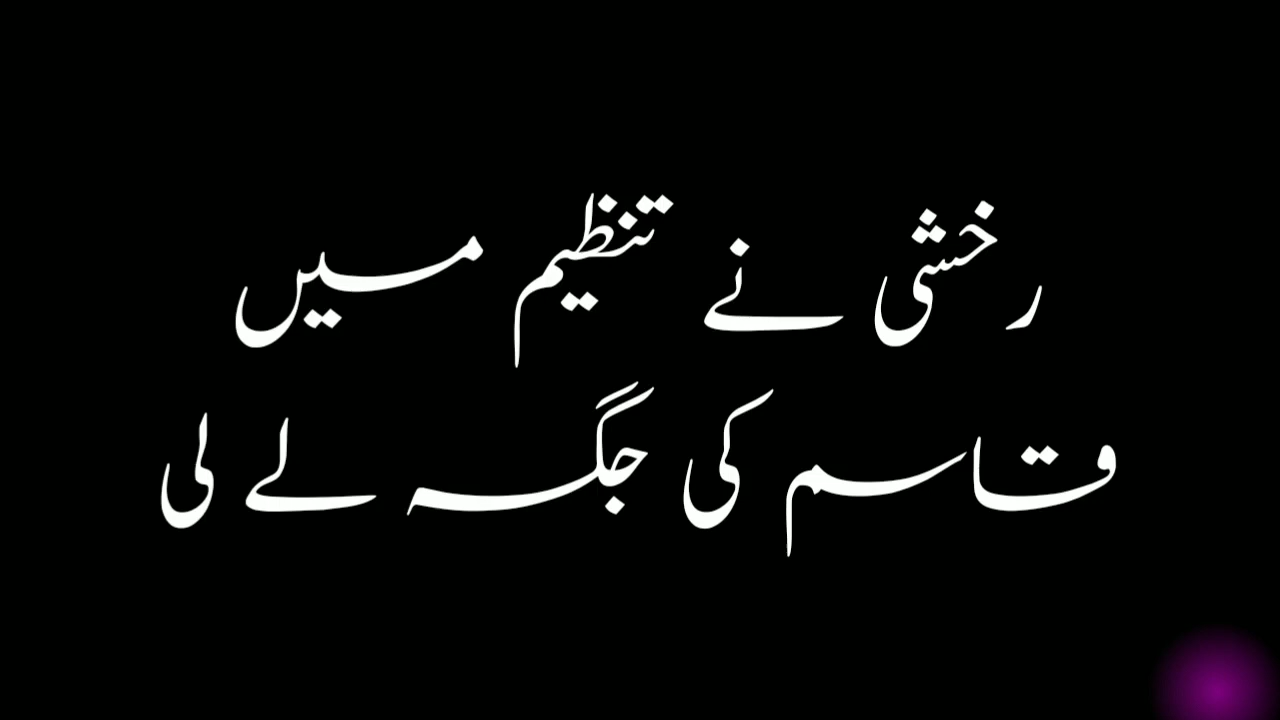 رخشی نے تنظیم میں
قاسم کی جگہ لے لی